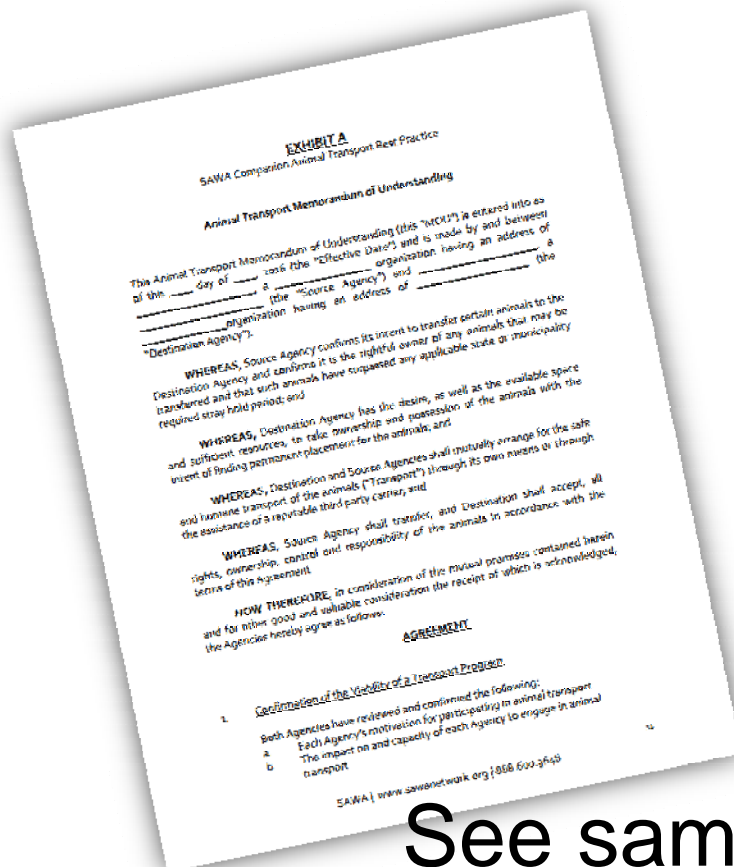 EXHIBIT A
SAWA Companion Animal Transport Best Practice
Animal Transport Memorandum of Understanding
This Animal Transport Memorandum of Understanding (this "MOU") is entered into as
of this ____ day of ____, 2016 (the "Effective Date") and is made by and between
____________________, a ________________ organization having an address of
____________________ (the "Source Agency") and ____________________, a
______________organization having an address of ____________________ (the
"Destination Agency").
WHEREAS, Source Agency confirms its intent to transfer certain animals to the
Destination Agency and confirms it is the rightful owner of any animals that may be
transferred and that such animals have surpassed any applicable state or municipality
required stray hold period; and
WHEREAS, Destination Agency has the desire, as well as the available space
and sufficient resources, to take ownership and possession of the animals with the
intent of finding permanent placement for the animals; and
WHEREAS, Destination and Source Agencies shall mutually arrange for the safe
and humane transport of the animals ("Transport") through its own means or through
the assistance of a reputable third party carrier; and
WHEREAS, Source Agency shall transfer, and Destination shall accept, all
rights, ownership, control and responsibility of the animals in accordance with the
terms of this Agreement.
NOW THEREFORE, in consideration of the mutual promises contained herein
and for other good and valuable consideration the receipt of which is acknowledged,
the Agencies hereby agree as follows:
AGREEMENT
1. Confirmation of the Viability of a Transport Program
Both Agencies have reviewed and confirmed the following:
a Each Agency's motivation for participating in animal transport
b The impact on and capacity of each Agency to engage in animal
transport
SAWA | www.sawanetwork.org | 888.600.3648
See sam